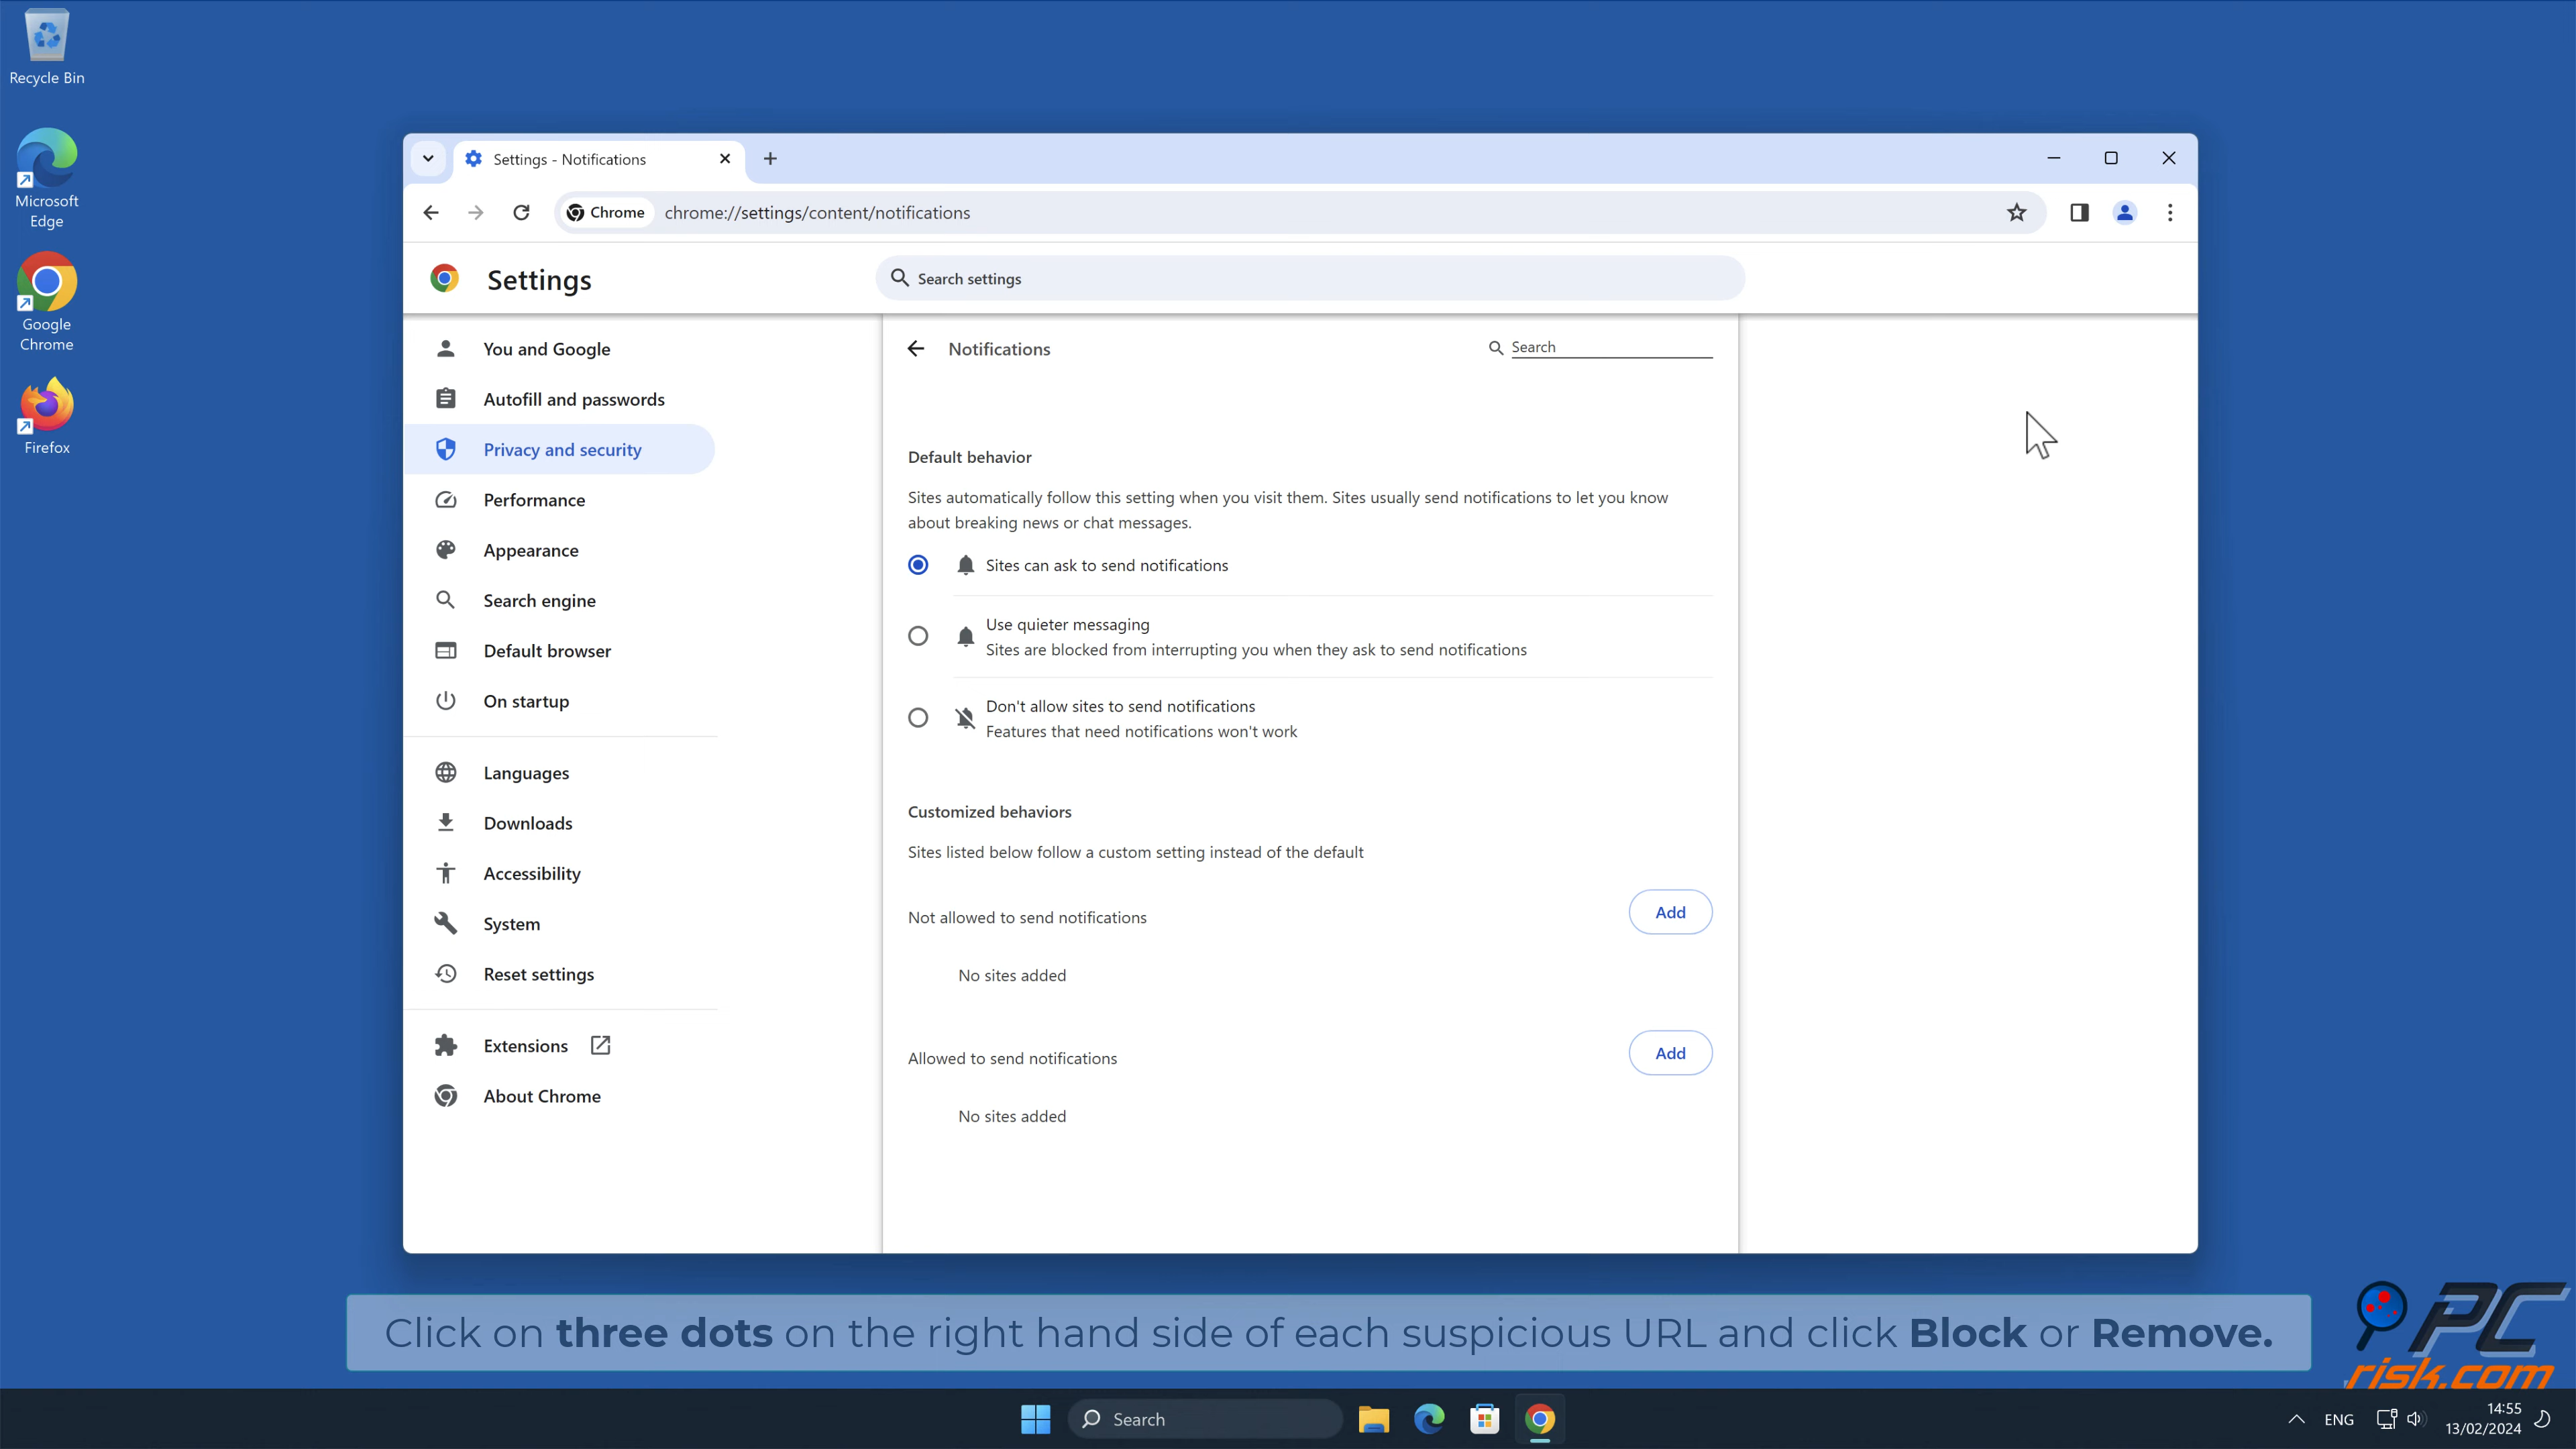 Recycle Bin
Microsoft
Edge
Google
Chrome
Firefox
Settings - Notifications
Chrome
chrome://settings/content/notifications
Settings
Search settings
You and Google
Autofill and passwords
Privacy and security
Performance
Appearance
Search engine
Default browser
On startup
Languages
Downloads
Accessibility
System
Reset settings
Extensions
About Chrome
Notifications
Search
Default behavior
Sites automatically follow this setting when you visit them. Sites usually send notifications to let you know
about breaking news or chat messages.
Sites can ask to send notifications
Use quieter messaging
Sites are blocked from interrupting you when they ask to send notifications
Don't allow sites to send notifications
Features that need notifications won't work
Customized behaviors
Sites listed below follow a custom setting instead of the default
Not allowed to send notifications
Add
No sites added
Allowed to send notifications
Add
No sites added
Click on three dots on the right hand side of each suspicious URL and click Block or Remove.
PC
risk.com
Search
ENG
14:55
13/02/2024